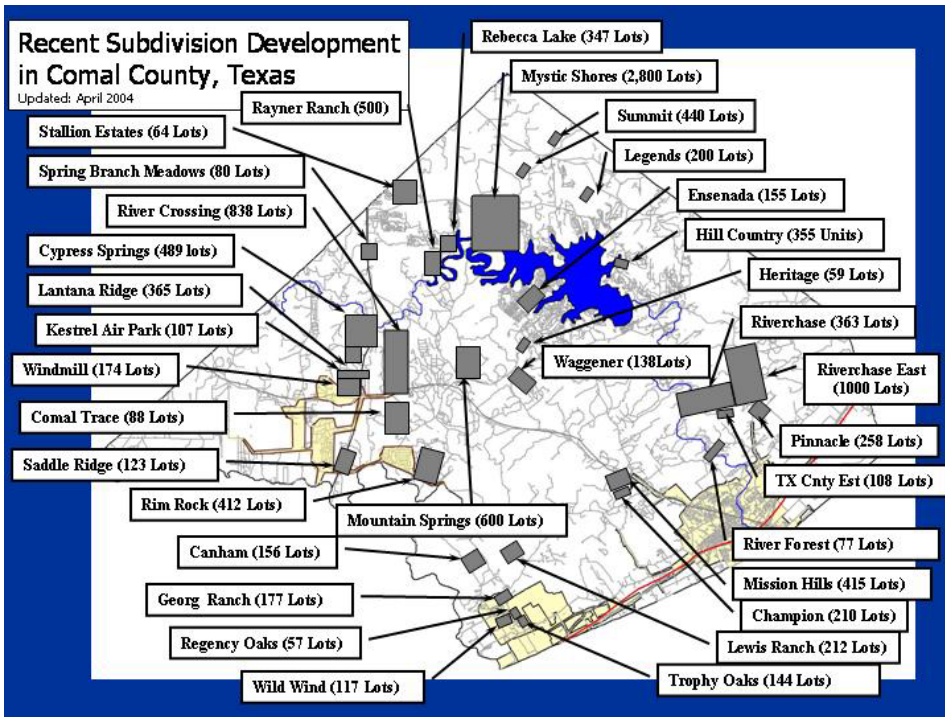 Recent Subdivision Development
in Comal County, Texas
Updated: April 2004
Rebecca Lake (347 Lots)
Mystic Shores (2,800 Lots)
Rayner Ranch (500)
Summit (440 Lots)
Stallion Estates (64 Lots)
Legends (200 Lots)
Spring Branch Meadows (80 Lots)
Ensenada (155 Lots)
River Crossing (838 Lots)
Hill Country (355 Units)
Cypress Springs (489 lots)
Heritage (59 Lots)
Lantana Ridge (365 Lots)
Riverchase (363 Lots)
Kestrel Air Park (107 Lots)
Waggener (138Lots)
Windmill (174 Lots)
Riverchase East
(1000 Lots)
Comal Trace (88 Lots)
Pinnacle (258 Lots)
Saddle Ridge (123 Lots)
TX Cnty Est (108 Lots)
Rim Rock (412 Lots)
Mountain Springs (600 Lots)
River Forest (77 Lots)
Canham (156 Lots)
Mission Hills (415 Lots)
Georg Ranch (177 Lots)
Champion (210 Lots)
Regency Oaks (57 Lots)
Lewis Ranch (212 Lots)
Wild Wind (117 Lots)
Trophy Oaks (144 Lots)